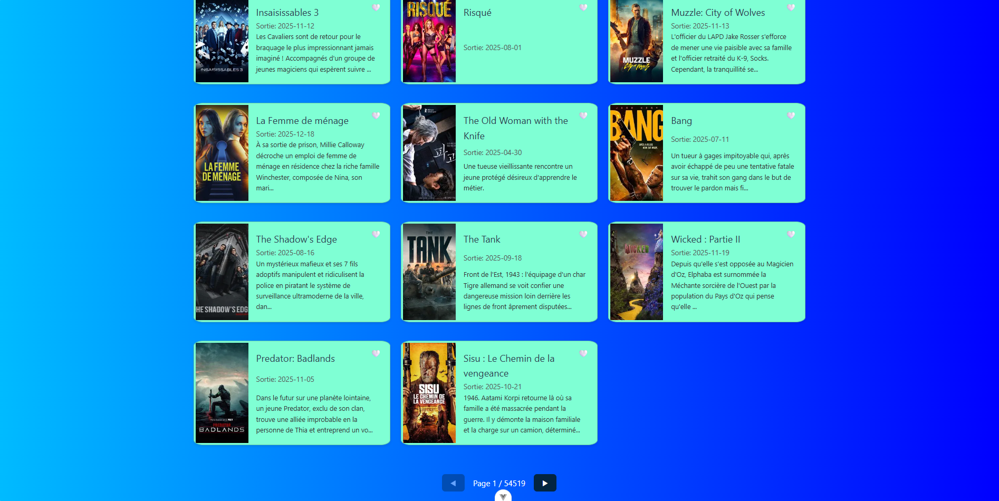 Insaisissables 3
Sortie: 2025-11-12
Les Cavaliers sont de retour pour le
braquage le plus impressionnant jamais
imaginé ! Accompagnés d'un groupe de
jeunes magiciens qui espèrent suivre ...
INSAISISSABLES 3
RISQUÉ
Risqué
Sortie: 2025-08-01
MUZZLE
City of Wolves
Muzzle: City of Wolves
Sortie: 2025-11-13
L'officier du LAPD Jake Rosser s'efforce
de mener une vie paisible avec sa famille
et l'officier retraité du K-9, Socks.
Cependant, la tranquillité se...
LA FEMME
DE MÉNAGE
La Femme de ménage
Sortie: 2025-12-18
À sa sortie de prison, Millie Calloway
décroche un emploi de femme de
ménage en résidence chez la riche famille
Winchester, composée de Nina, son
mari...
파과
The Old Woman with the
Knife
Sortie: 2025-04-30
Une tueuse vieillissante rencontre un
jeune protégé désireux d'apprendre le
métier.
JACK KESY
BANG
ONCE A KILLER,
NOW THE MARK.
Bang
Sortie: 2025-07-11
Un tueur à gages impitoyable qui, après
avoir échappé de peu une tentative fatale
sur sa vie, trahit son gang dans le but de
trouver le pardon mais fi...
HE SHADOW'S EDG
The Shadow's Edge
Sortie: 2025-08-16
Un mystérieux mafieux et ses 7 fils
adoptifs manipulent et ridiculisent la
police en piratant le système de
surveillance ultramoderne de la ville,
dan...
THE
TANK
The Tank
Sortie: 2025-09-18
Front de l'Est, 1943 : l'équipage d'un char
Tigre allemand se voit confier une
dangereuse mission loin derrière les
lignes de front âprement disputées...
WICKED
Wicked : Partie II
Sortie: 2025-11-19
Depuis qu'elle s'est opposée au Magicien
d'Oz, Elphaba est surnommée la
Méchante sorcière de l'Ouest par la
population du Pays d'Oz qui pense
qu'elle ...
PREDATOR
BADLANDS
Predator: Badlands
Sortie: 2025-11-05
Dans le futur sur une planète lointaine,
un jeune Predator, exclu de son clan,
trouve une alliée improbable en la
personne de Thia et entreprend un vo...
SISU
LE CHEMIN DE
LA VENGEANCE
Sisu : Le Chemin de la
vengeance
Sortie: 2025-10-21
1946. Aatami Korpi retourne là où sa
famille a été massacrée pendant la
guerre. Il y démonte la maison familiale
et la charge sur un camion, déterminé...
Page 1 / 54519